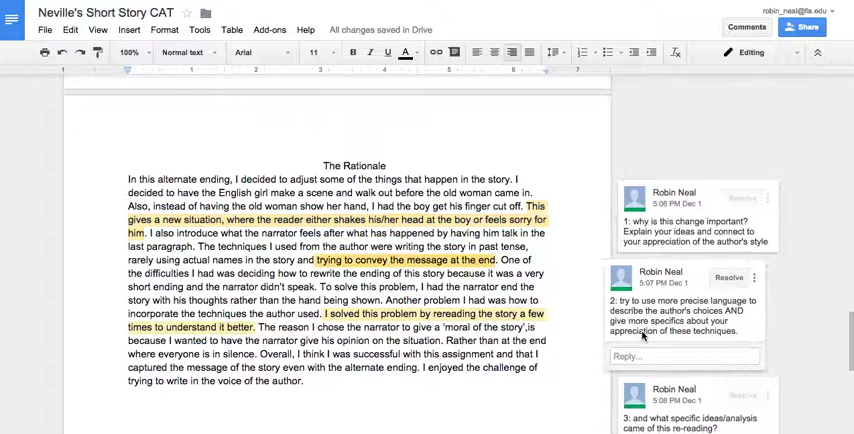 Neville's Short Story CAT
robin_neal@fis.edu
File Edit View Insert Format Tools Table Add-ons Help All changes saved in Drive
Comments
Share
100% Normal text Arial 11 B I U A Editing
1 1 2 3 4 5 6 7
The Rationale
In this alternate ending, I decided to adjust some of the things that happen in the story. I
decided to have the English girl make a scene and walk out before the old woman came in.
Also, instead of having the old woman show her hand, I had the boy get his finger cut off. This
gives a new situation, where the reader either shakes his/her head at the boy or feels sorry for
him. I also introduce what the narrator feels after what has happened by having him talk in the
last paragraph. The techniques I used from the author were writing the story in past tense,
rarely using actual names in the story and trying to convey the message at the end. One of
the difficulties I had was deciding how to rewrite the ending of this story because it was a very
short ending and the narrator didn't speak. To solve this problem, I had the narrator end the
story with his thoughts rather than the hand being shown. Another problem I had was how to
incorporate the techniques the author used. I solved this problem by rereading the story a few
times to understand it better. The reason I chose the narrator to give a 'moral of the story',is
because I wanted to have the narrator give his opinion on the situation. Rather than at the end
where everyone is in silence. Overall, I think I was successful with this assignment and that I
captured the message of the story even with the alternate ending. I enjoyed the challenge of
trying to write in the voice of the author.
Robin Neal
5:06 PM Dec 1
Resolve
1: why is this change important?
Explain your ideas and connect to
your appreciation of the author's style
Robin Neal
5:07 PM Dec 1
Resolve
2: try to use more precise language to
describe the author's choices AND
give more specifics about your
appreciation of these techniques.
Reply...
Robin Neal
5:08 PM Dec 1
Resolve
3: and what specific ideas/analysis
came of this re-reading?